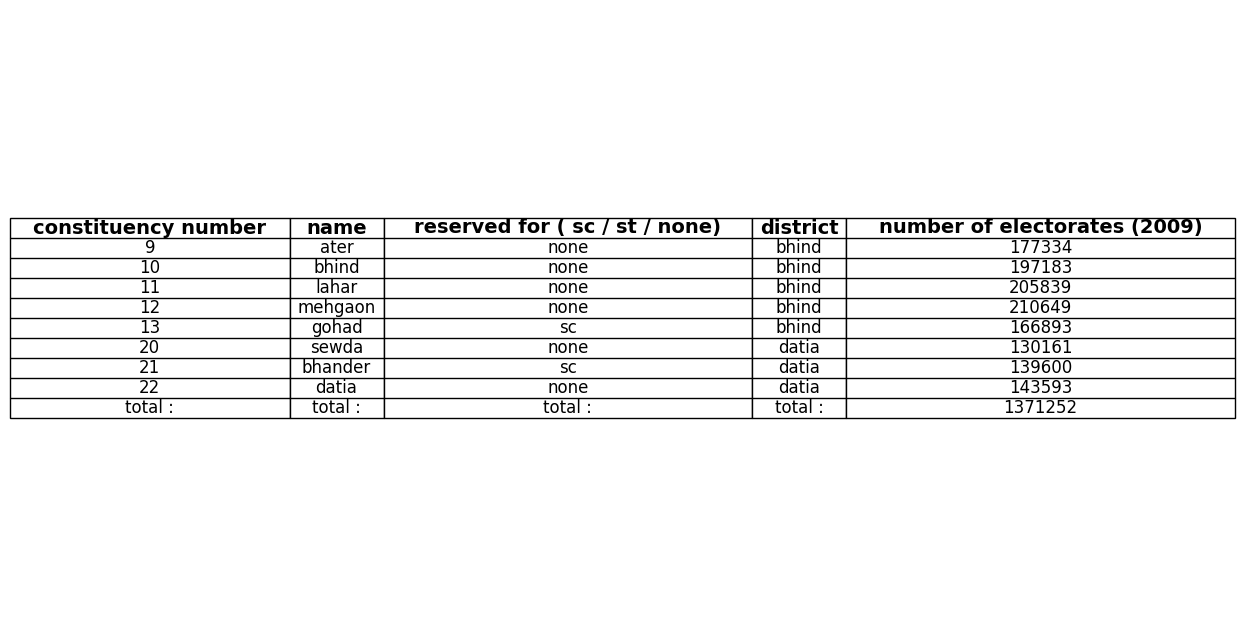 constituency number name reserved for ( sc / st / none) district number of electorates (2009)
9 ater none bhind 177334
10 bhind none bhind 197183
11 lahar none bhind 205839
12 mehgaon none bhind 210649
13 gohad sc bhind 166893
20 sewda none datia 130161
21 bhander sc datia 139600
22 datia none datia 143593
total : total : total : total : 1371252